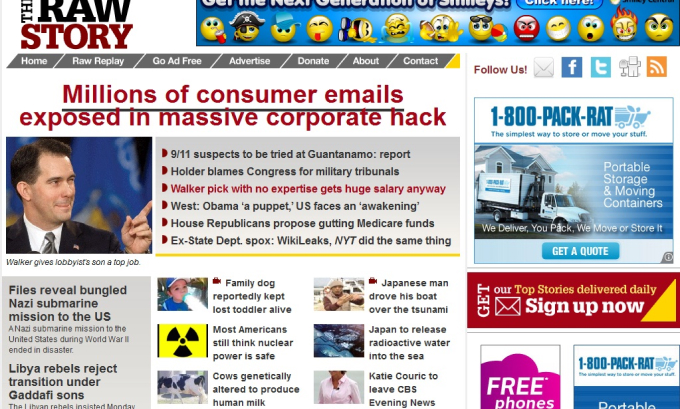 THE RAW
STORY
Get the Next Generation of Smileys! Click here! Smiley Central
Home Raw Replay Go Ad Free Advertise Donate About Contact
Follow Us!
Millions of consumer emails
exposed in massive corporate hack
Walker gives lobbyist's son a top job.
9/11 suspects to be tried at Guantanamo: report
Holder blames Congress for military tribunals
Walker pick with no expertise gets huge salary anyway
West: Obama 'a puppet,' US faces an 'awakening'
House Republicans propose gutting Medicare funds
Ex-State Dept. spox: WikiLeaks, NYT did the same thing
1-800-PACK-RAT
The simplest way to store or move your stuff.
Portable
Storage
& Moving
Containers
We Deliver, You Pack, We Move or Store It
GET A QUOTE
Files reveal bungled
Nazi submarine
mission to the US
A Nazi submarine mission to the
United States during World War II
ended in disaster.
Libya rebels reject
transition under
Gaddafi sons
The Libyan rebels insisted Monday
Family dog
reportedly kept
lost toddler alive
Most Americans
still think nuclear
power is safe
Cows genetically
altered to produce
human milk
Japanese man
drove his boat
over the tsunami
Japan to release
radioactive water
into the sea
Katie Couric to
leave CBS
Evening News
GET our Top Stories delivered daily
Sign up now
FREE*
phones
1-800-PACK-RAT
The simplest way to store or move your stuff.
Portable